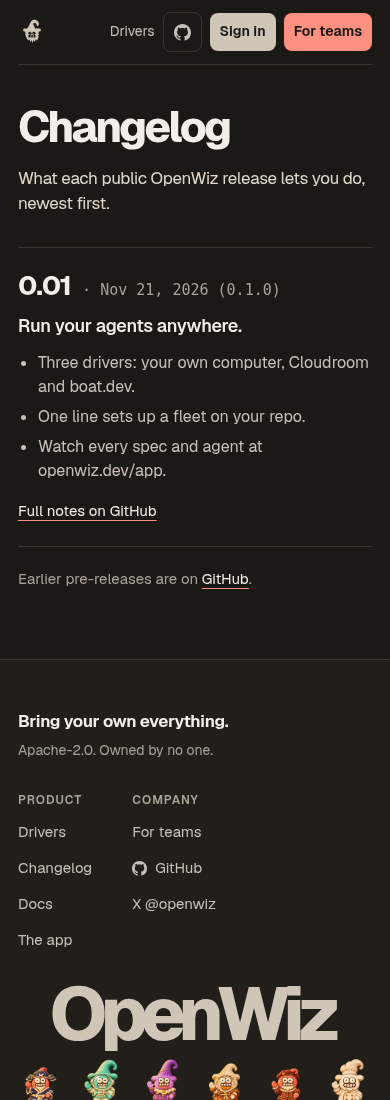 Drivers
Sign in
For teams
Changelog
What each public OpenWiz release lets you do,
newest first.
0.01 · Nov 21, 2026 (0.1.0)
Run your agents anywhere.
• Three drivers: your own computer, Cloudroom
and boat.dev.
• One line sets up a fleet on your repo.
• Watch every spec and agent at
openwiz.dev/app.
Full notes on GitHub
Earlier pre-releases are on GitHub.
Bring your own everything.
Apache-2.0. Owned by no one.
PRODUCT
Drivers
Changelog
Docs
The app
COMPANY
For teams
GitHub
X @openwiz
OpenWiz